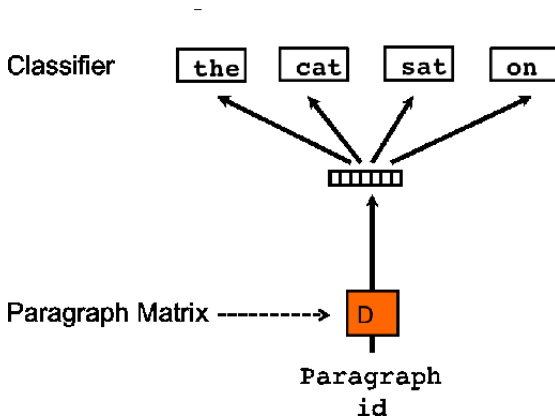 Classifier the cat sat on
Paragraph Matrix D
Paragraph
id